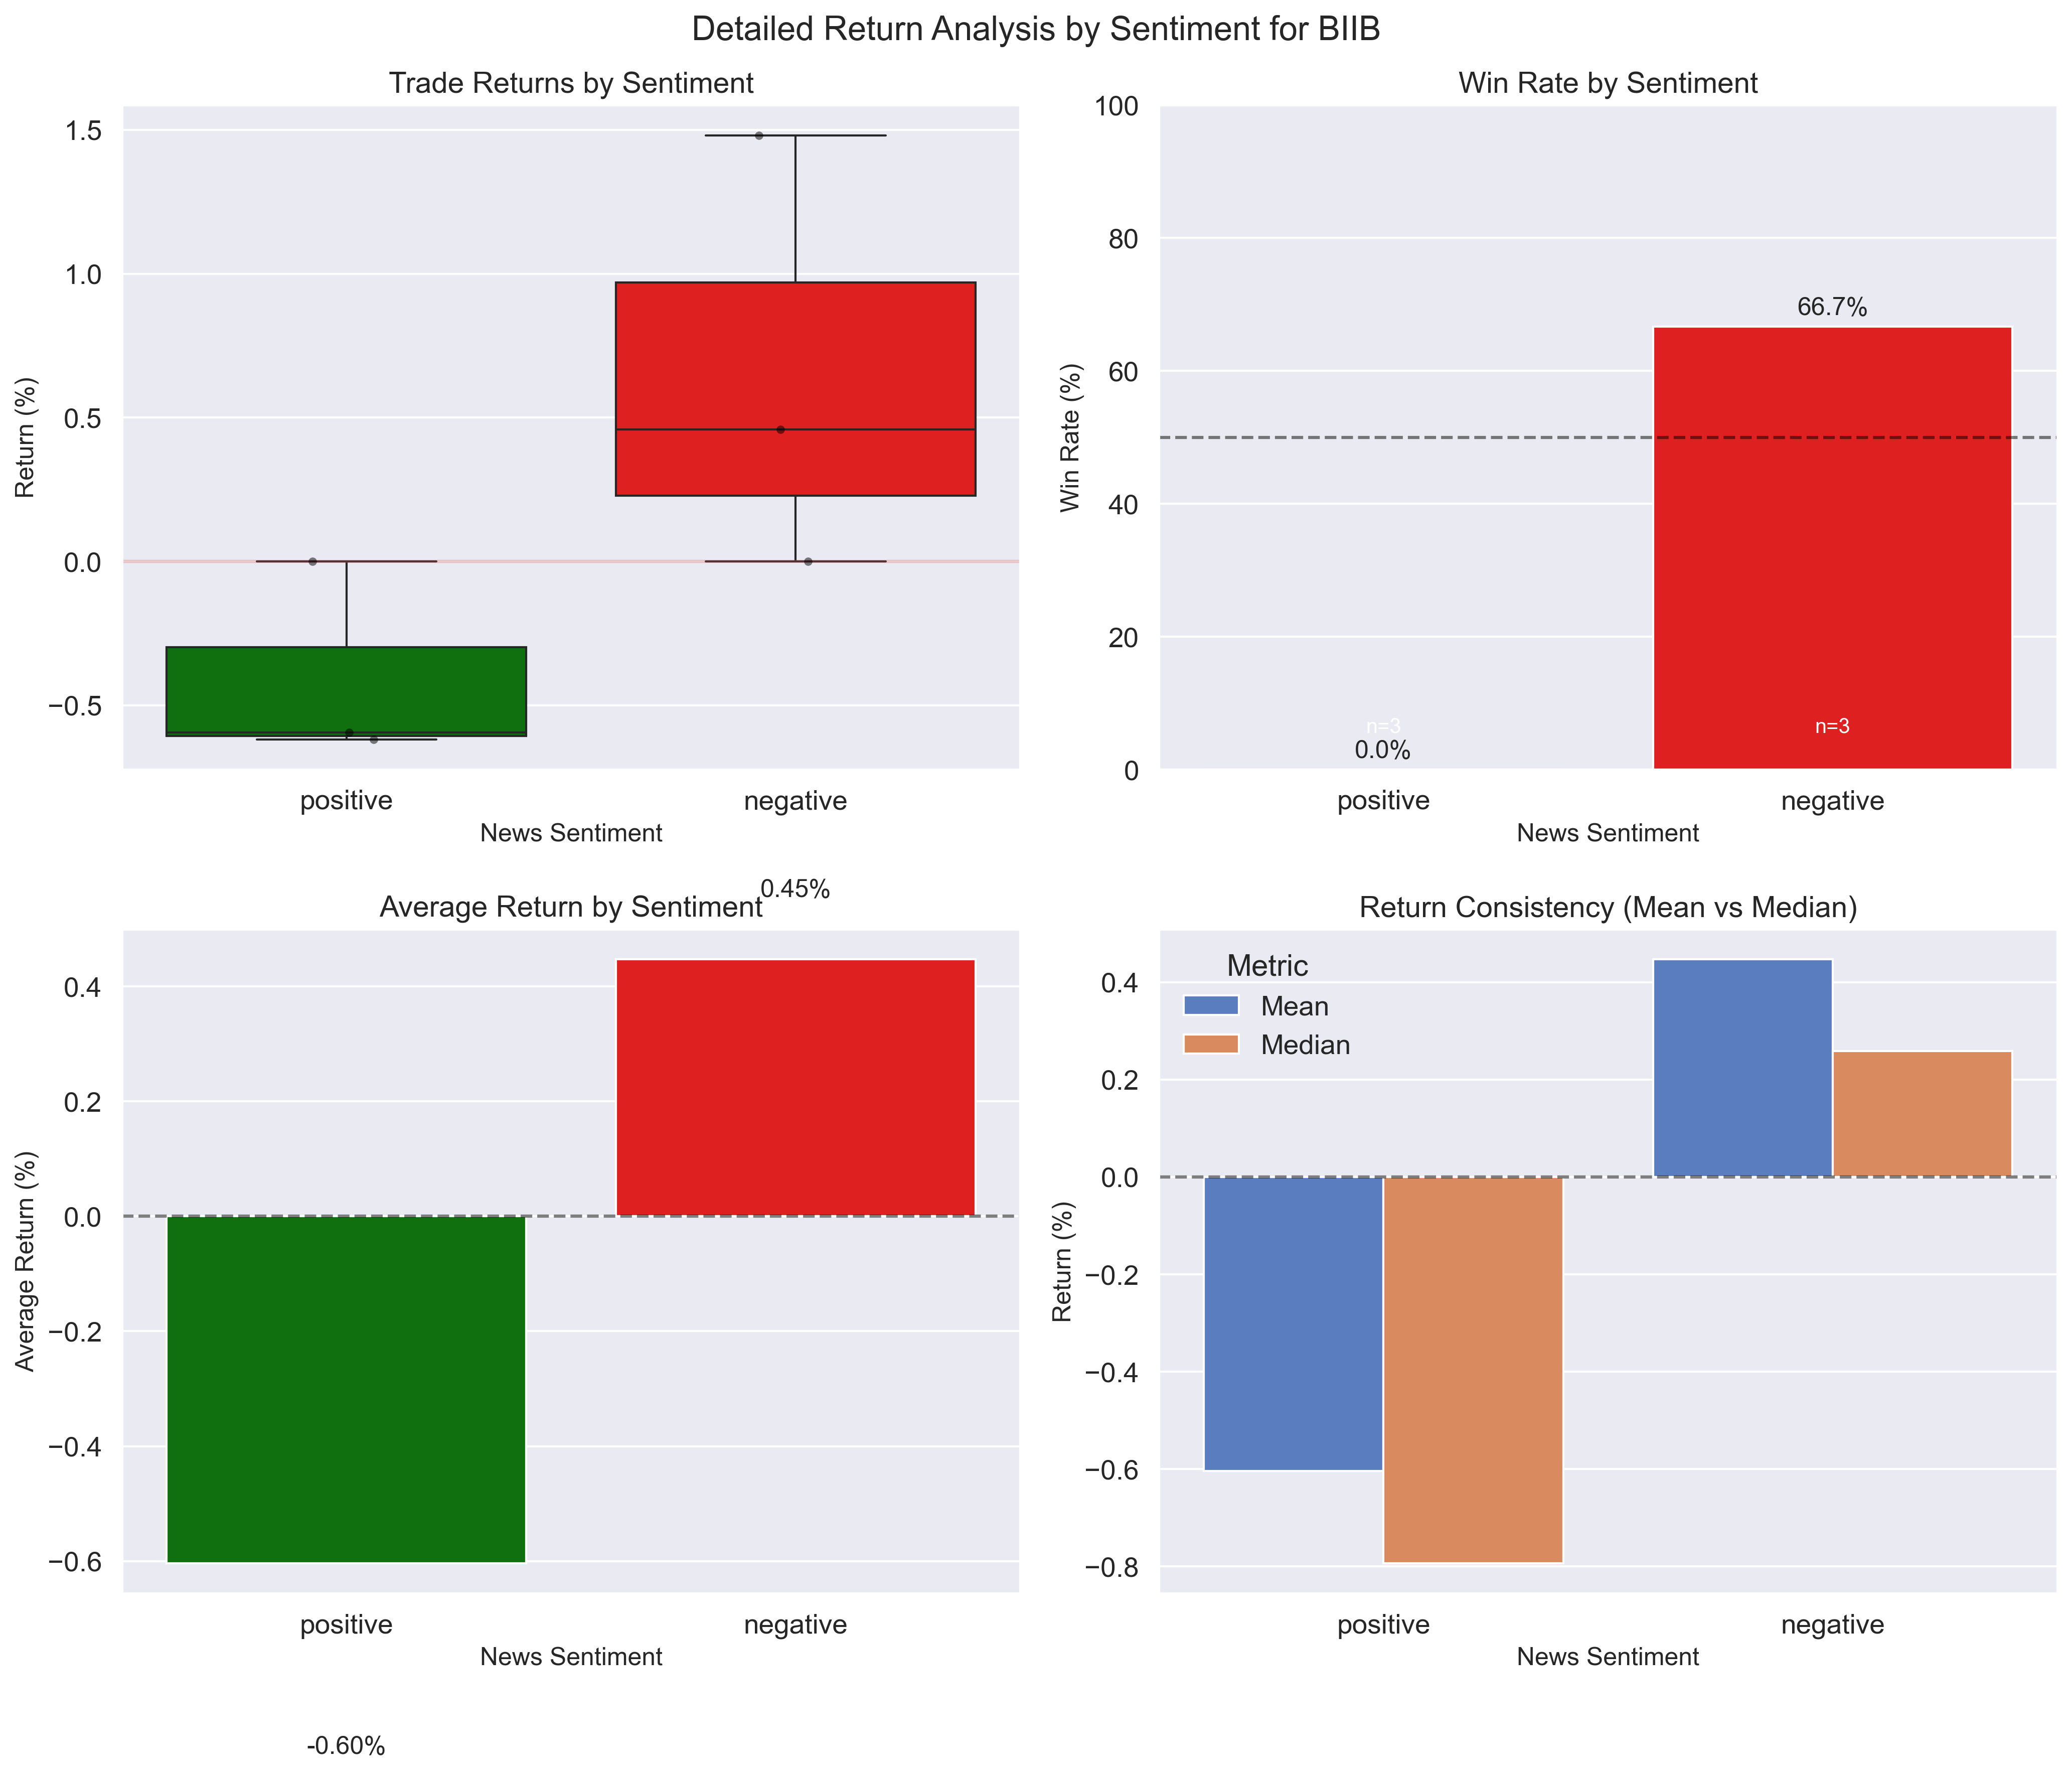 Detailed Return Analysis by Sentiment for BIIB
Trade Returns by Sentiment
1.5
1.0
0.5
0.0
−0.5
Return (%)
positive
negative
News Sentiment
Win Rate by Sentiment
100
80
60
40
20
0
Win Rate (%)
66.7%
n=3
0.0%
n=3
positive
negative
News Sentiment
Average Return by Sentiment
0.45%
0.4
0.2
0.0
−0.2
−0.4
−0.6
Average Return (%)
positive
negative
News Sentiment
-0.60%
Return Consistency (Mean vs Median)
Metric
Mean
Median
0.4
0.2
0.0
−0.2
−0.4
−0.6
−0.8
Return (%)
positive
negative
News Sentiment